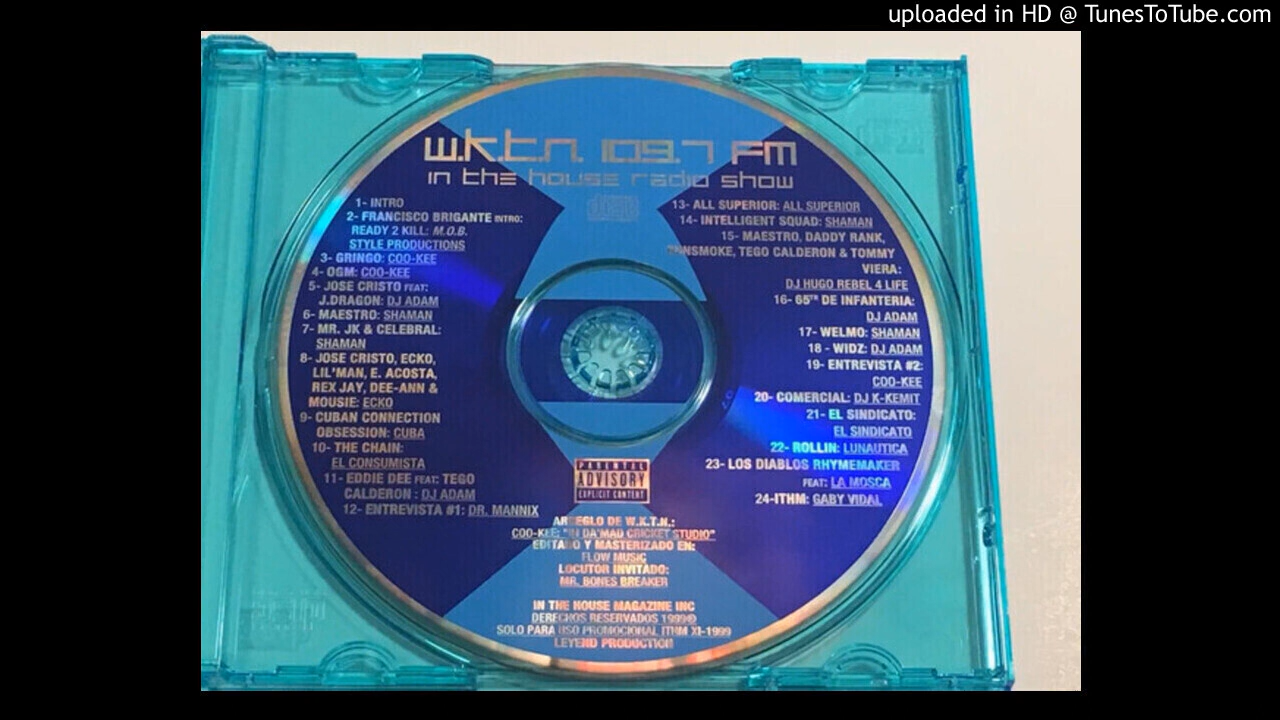 uploaded in HD @ TunesToTube.com
W.K.T.N. 109.7 FM
in the house radio show
1- INTRO
2- FRANCISCO BRIGANTE INTRO:
READY 2 KILL: M.O.B.
STYLE PRODUCTIONS
3- GRINGO: COO-KEE
4- OGM: COO-KEE
5- JOSE CRISTO FEAT:
J.DRAGON: DJ ADAM
6- MAESTRO: SHAMAN
7- MR. JK & CELEBRAL:
SHAMAN
8- JOSE CRISTO, ECKO,
LIL'MAN, E. ACOSTA,
REX JAY, DEE-ANN &
MOUSIE: ECKO
9- CUBAN CONNECTION
OBSESSION: CUBA
10- THE CHAIN:
EL CONSUMISTA
11- EDDIE DEE FEAT: TEGO
CALDERON : DJ ADAM
12- ENTREVISTA #1: DR. MANNIX
13- ALL SUPERIOR: ALL SUPERIOR
14- INTELLIGENT SQUAD: SHAMAN
15- MAESTRO, DADDY RANK,
GUNSMOKE, TEGO CALDERON & TOMMY
VIERA:
DJ HUGO REBEL 4 LIFE
16- 65TH DE INFANTERIA:
DJ ADAM
17- WELMO: SHAMAN
18 - WIDZ: DJ ADAM
19- ENTREVISTA #2:
COO-KEE
20- COMERCIAL: DJ K-KEMIT
21- EL SINDICATO:
EL SINDICATO
22- ROLLIN: LUNAUTICA
23- LOS DIABLOS RHYMEMAKER
FEAT: LA MOSCA
24-ITHM: GABY VIDAL
PARENTAL
ADVISORY
EXPLICIT CONTENT
ARREGLO DE W.K.T.N.:
COO-KEE: "IN DA'MAD CRICKET STUDIO"
EDITADO Y MASTERIZADO EN:
FLOW MUSIC
LOCUTOR INVITADO:
MR. BONES BREAKER
IN THE HOUSE MAGAZINE INC
DERECHOS RESERVADOS 1999©
SOLO PARA USO PROMOCIONAL ITHM XI-1999
LEYEND PRODUCTION